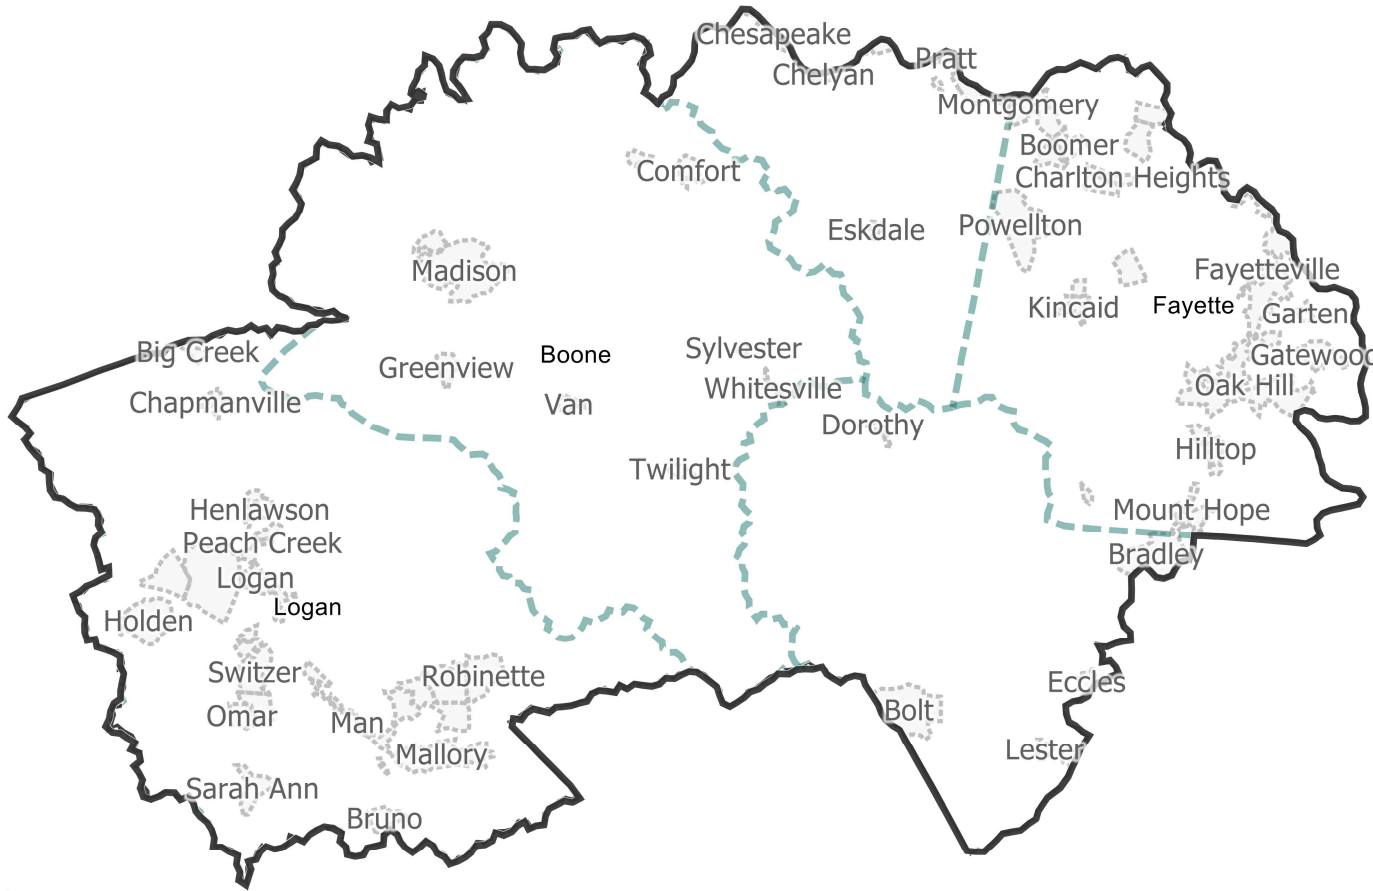 Chesapeake
Pratt
Chelyan
Montgomery
Boomer
Comfort
Charlton Heights
Powellton
Eskdale
Madison
Fayetteville
Kincaid
Fayette
Garten
Big Creek
Sylvester
Boone
Gatewood
Greenview
Whitesville
Oak Hill
Chapmanville
Van
Dorothy
Hilltop
Twilight
Henlawson
Mount Hope
Peach Creek
Bradley
Logan
Logan
Holden
Switzer
Robinette
Eccles
Omar
Bolt
Man
Lester
Mallory
Sarah Ann
Bruno